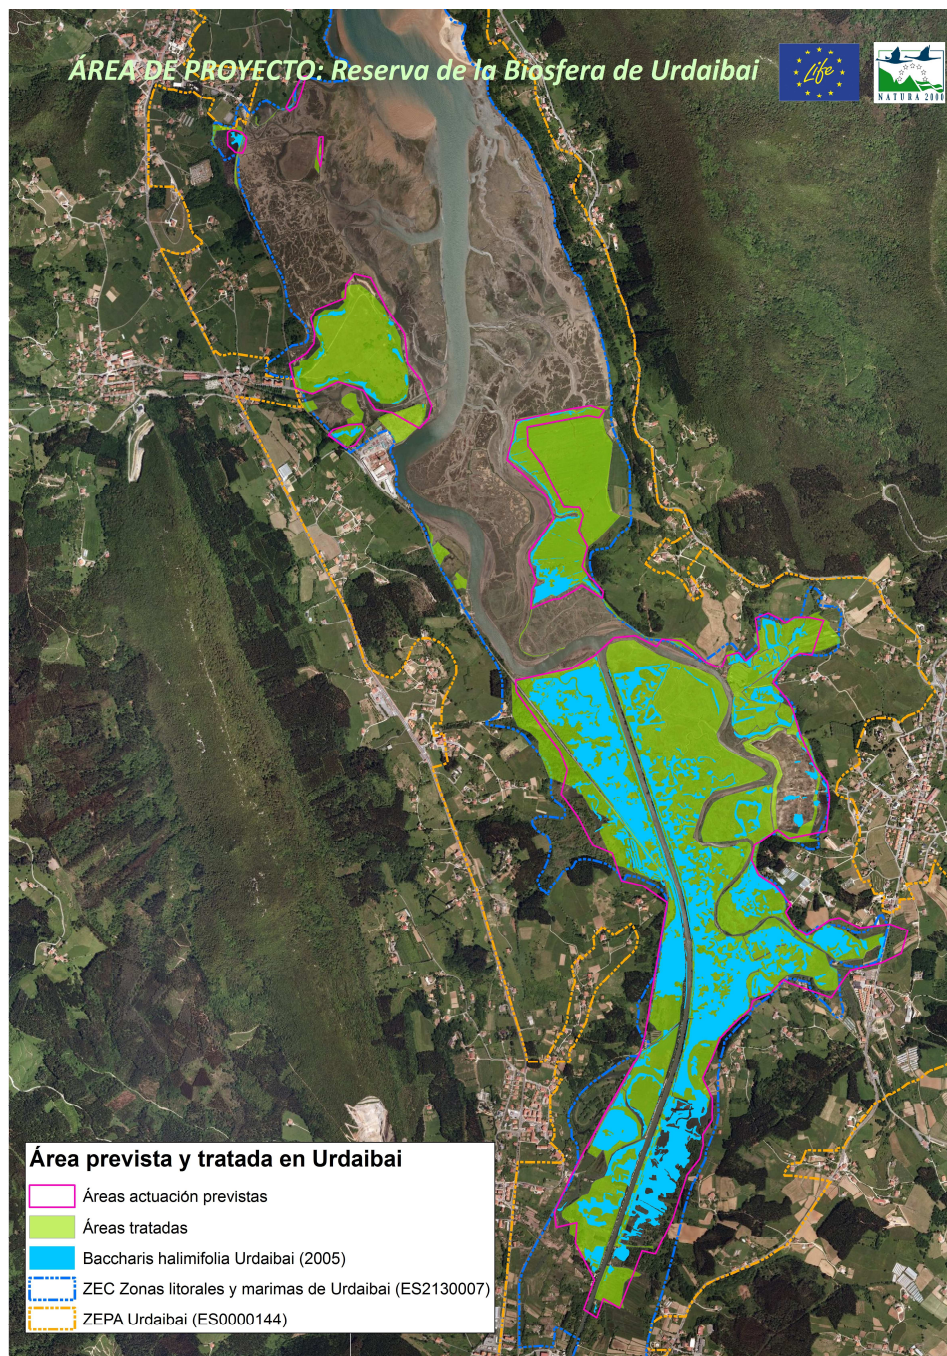 ÁREA DE PROYECTO: Reserva de la Biosfera de Urdaibai
Life
NATURA 2000
Área prevista y tratada en Urdaibai
Áreas actuación previstas
Áreas tratadas
Baccharis halimifolia Urdaibai (2005)
ZEC Zonas litorales y marimas de Urdaibai (ES2130007)
ZEPA Urdaibai (ES0000144)